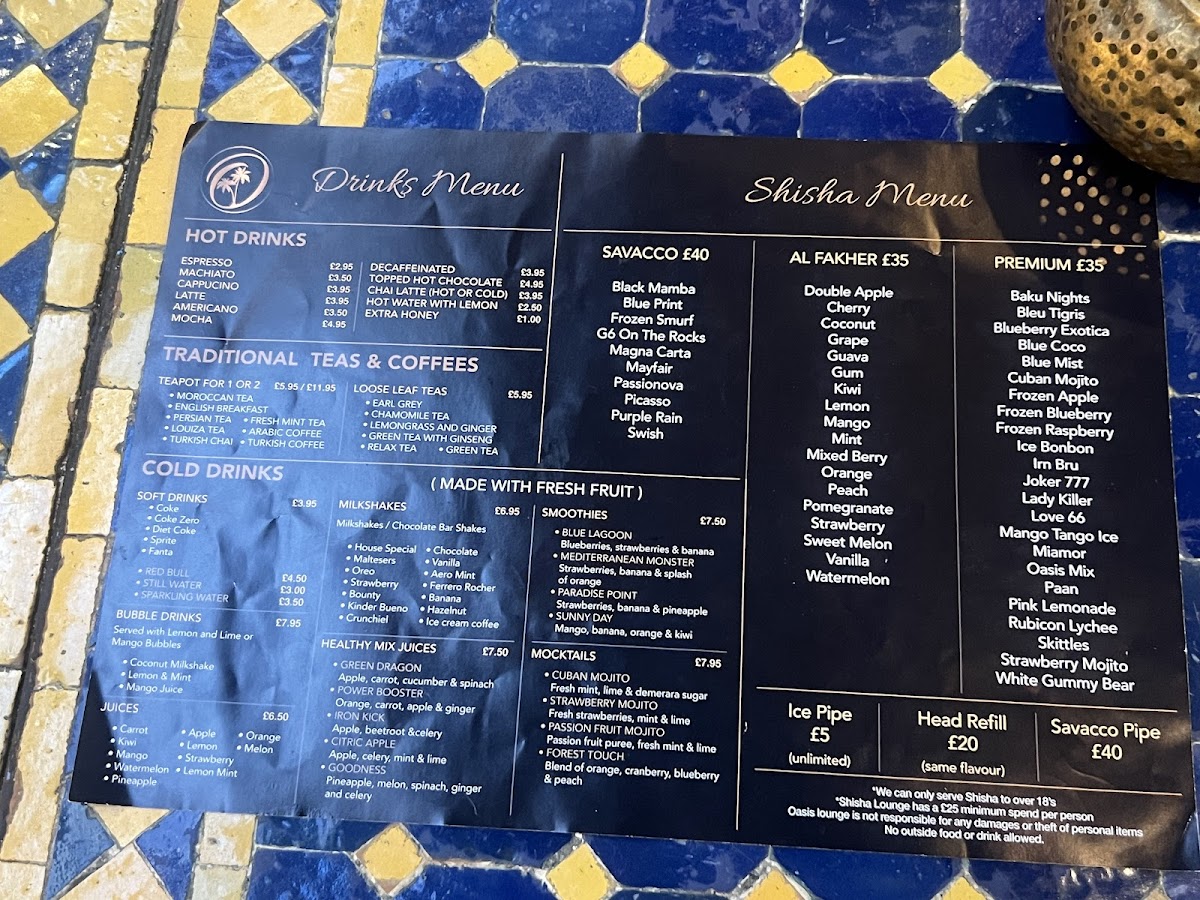 Drinks Menu
HOT DRINKS
ESPRESSO £2.95
MACHIATO £3.50
CAPPUCINO £3.95
LATTE £3.95
AMERICANO £3.50
MOCHA £4.95
DECAFFEINATED £3.95
TOPPED HOT CHOCOLATE £4.95
CHAI LATTE (HOT OR COLD) £3.95
HOT WATER WITH LEMON £2.50
EXTRA HONEY £1.00
TRADITIONAL TEAS & COFFEES
TEAPOT FOR 1 OR 2 £5.95 / £11.95
• MOROCCAN TEA
• ENGLISH BREAKFAST
• PERSIAN TEA • FRESH MINT TEA
• LOUIZA TEA • ARABIC COFFEE
• TURKISH CHAI • TURKISH COFFEE
LOOSE LEAF TEAS £5.95
• EARL GREY
• CHAMOMILE TEA
• LEMONGRASS AND GINGER
• GREEN TEA WITH GINSENG
• RELAX TEA • GREEN TEA
COLD DRINKS
( MADE WITH FRESH FRUIT )
SOFT DRINKS £3.95
• Coke
• Coke Zero
• Diet Coke
• Sprite
• Fanta
• RED BULL £4.50
• STILL WATER £3.00
• SPARKLING WATER £3.50
BUBBLE DRINKS £7.95
Served with Lemon and Lime or
Mango Bubbles
• Coconut Milkshake
• Lemon & Mint
• Mango Juice
JUICES £6.50
• Carrot • Apple • Orange
• Kiwi • Lemon • Melon
• Mango • Strawberry
• Watermelon • Lemon Mint
• Pineapple
MILKSHAKES £6.95
Milkshakes / Chocolate Bar Shakes
• House Special • Chocolate
• Maltesers • Vanilla
• Oreo • Aero Mint
• Strawberry • Ferrero Rocher
• Bounty • Banana
• Kinder Bueno • Hazelnut
• Crunchiel • Ice cream coffee
HEALTHY MIX JUICES £7.50
• GREEN DRAGON
Apple, carrot, cucumber & spinach
• POWER BOOSTER
Orange, carrot, apple & ginger
• IRON KICK
Apple, beetroot &celery
• CITRIC APPLE
Apple, celery, mint & lime
• GOODNESS
Pineapple, melon, spinach, ginger
and celery
SMOOTHIES £7.50
• BLUE LAGOON
Blueberries, strawberries & banana
• MEDITERRANEAN MONSTER
Strawberries, banana & splash
of orange
• PARADISE POINT
Strawberries, banana & pineapple
• SUNNY DAY
Mango, banana, orange & kiwi
MOCKTAILS £7.95
• CUBAN MOJITO
Fresh mint, lime & demerara sugar
• STRAWBERRY MOJITO
Fresh strawberries, mint & lime
• PASSION FRUIT MOJITO
Passion fruit puree, fresh mint & lime
• FOREST TOUCH
Blend of orange, cranberry, blueberry
& peach
Shisha Menu
SAVACCO £40
Black Mamba
Blue Print
Frozen Smurf
G6 On The Rocks
Magna Carta
Mayfair
Passionova
Picasso
Purple Rain
Swish
AL FAKHER £35
Double Apple
Cherry
Coconut
Grape
Guava
Gum
Kiwi
Lemon
Mango
Mint
Mixed Berry
Orange
Peach
Pomegranate
Strawberry
Sweet Melon
Vanilla
Watermelon
PREMIUM £35
Baku Nights
Bleu Tigris
Blueberry Exotica
Blue Coco
Blue Mist
Cuban Mojito
Frozen Apple
Frozen Blueberry
Frozen Raspberry
Ice Bonbon
Irn Bru
Joker 777
Lady Killer
Love 66
Mango Tango Ice
Miamor
Oasis Mix
Paan
Pink Lemonade
Rubicon Lychee
Skittles
Strawberry Mojito
White Gummy Bear
Ice Pipe
£5
(unlimited)
Head Refill
£20
(same flavour)
Savacco Pipe
£40
*We can only serve Shisha to over 18's
*Shisha Lounge has a £25 minimum spend per person
Oasis lounge is not responsible for any damages or theft of personal items
No outside food or drink allowed.